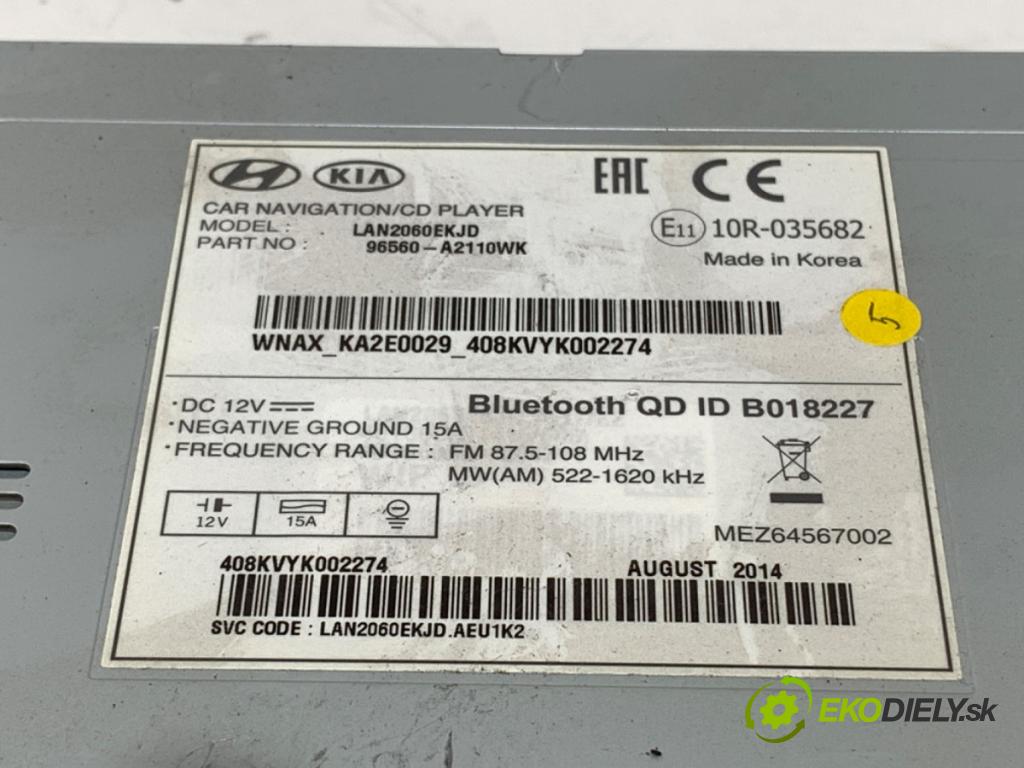 KIA
EAC CE
CAR NAVIGATION/CD PLAYER
MODEL : LAN2060EKJD
PART NO : 96560-A2110WK
E11 10R-035682
Made in Korea
WNAX_KA2E0029_408KVYK002274
5
·DC 12V
·NEGATIVE GROUND 15A
·FREQUENCY RANGE : FM 87.5-108 MHz
MW(AM) 522-1620 kHz
Bluetooth QD ID B018227
12V 15A
MEZ64567002
408KVYK002274
AUGUST 2014
SVC CODE : LAN2060EKJD.AEU1K2
EKODIELY.sk